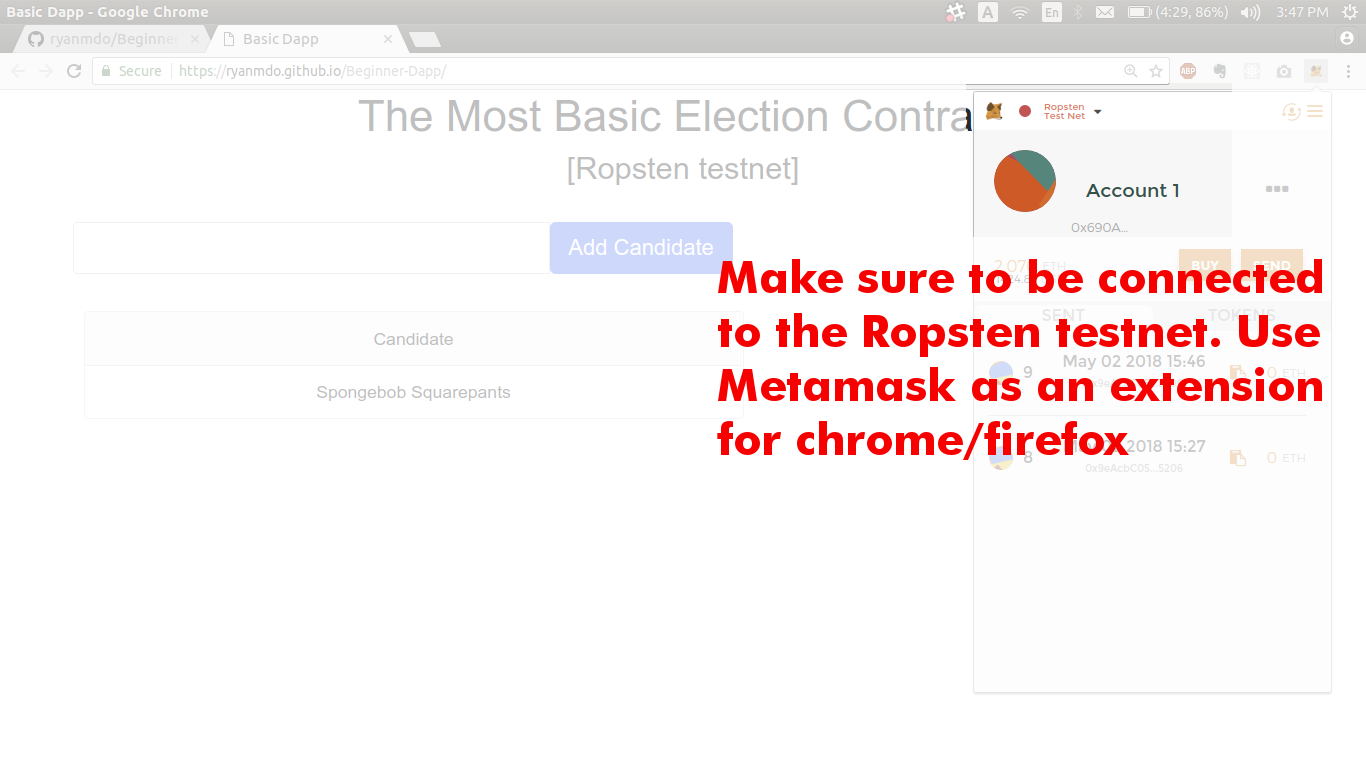 Basic Dapp - Google Chrome
A
En
(4:29, 86%)
3:47 PM
ryanmdo/Beginner
Basic Dapp
Secure
https://ryanmdo.github.io/Beginner-Dapp/
ABP
The Most Basic Election Contra
[Ropsten testnet]
Add Candidate
Candidate
Spongebob Squarepants
Ropsten
Test Net
Account 1
0x690A...
ETH
BUY
SEND
SENT
TOKENS
9
May 02 2018 15:46
0 ETH
8
2018 15:27
0x9eAcbC05...5206
0 ETH
Make sure to be connected
to the Ropsten testnet. Use
Metamask as an extension
for chrome/firefox